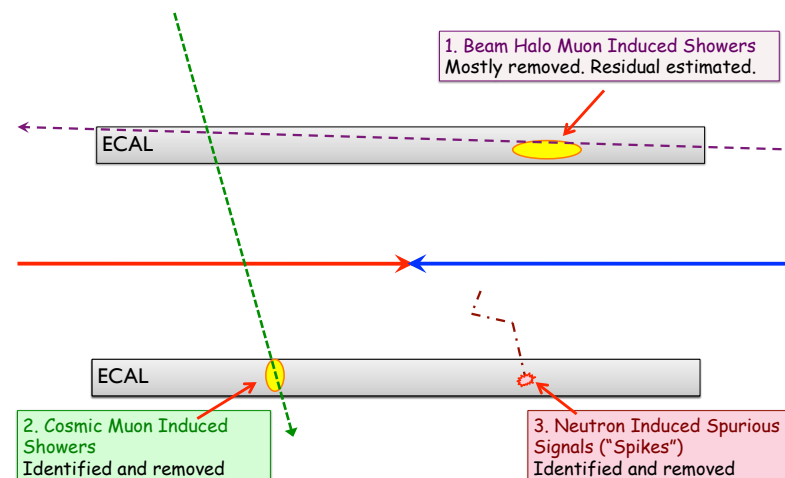 1. Beam Halo Muon Induced Showers
Mostly removed. Residual estimated.
ECAL
ECAL
2. Cosmic Muon Induced
Showers
Identified and removed
3. Neutron Induced Spurious
Signals (“Spikes”)
Identified and removed